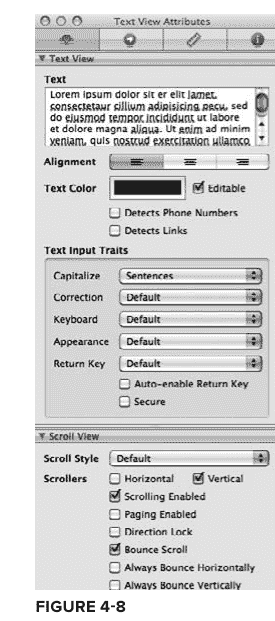 Text View Attributes
Text View
Text
Lorem ipsum dolor sit er elit lamet,
consectetaur cillium adipisicing pecu, sed
do eiusmod tempor incididunt ut labore
et dolore magna aliqua. Ut enim ad minim
veniam, quis nostrud exercitation ullamco
Alignment
Text Color Editable
Detects Phone Numbers
Detects Links
Text Input Traits
Capitalize Sentences
Correction Default
Keyboard Default
Appearance Default
Return Key Default
Auto-enable Return Key
Secure
Scroll View
Scroll Style Default
Scrollers Horizontal Vertical
Scrolling Enabled
Paging Enabled
Direction Lock
Bounce Scroll
Always Bounce Horizontally
Always Bounce Vertically
FIGURE 4-8